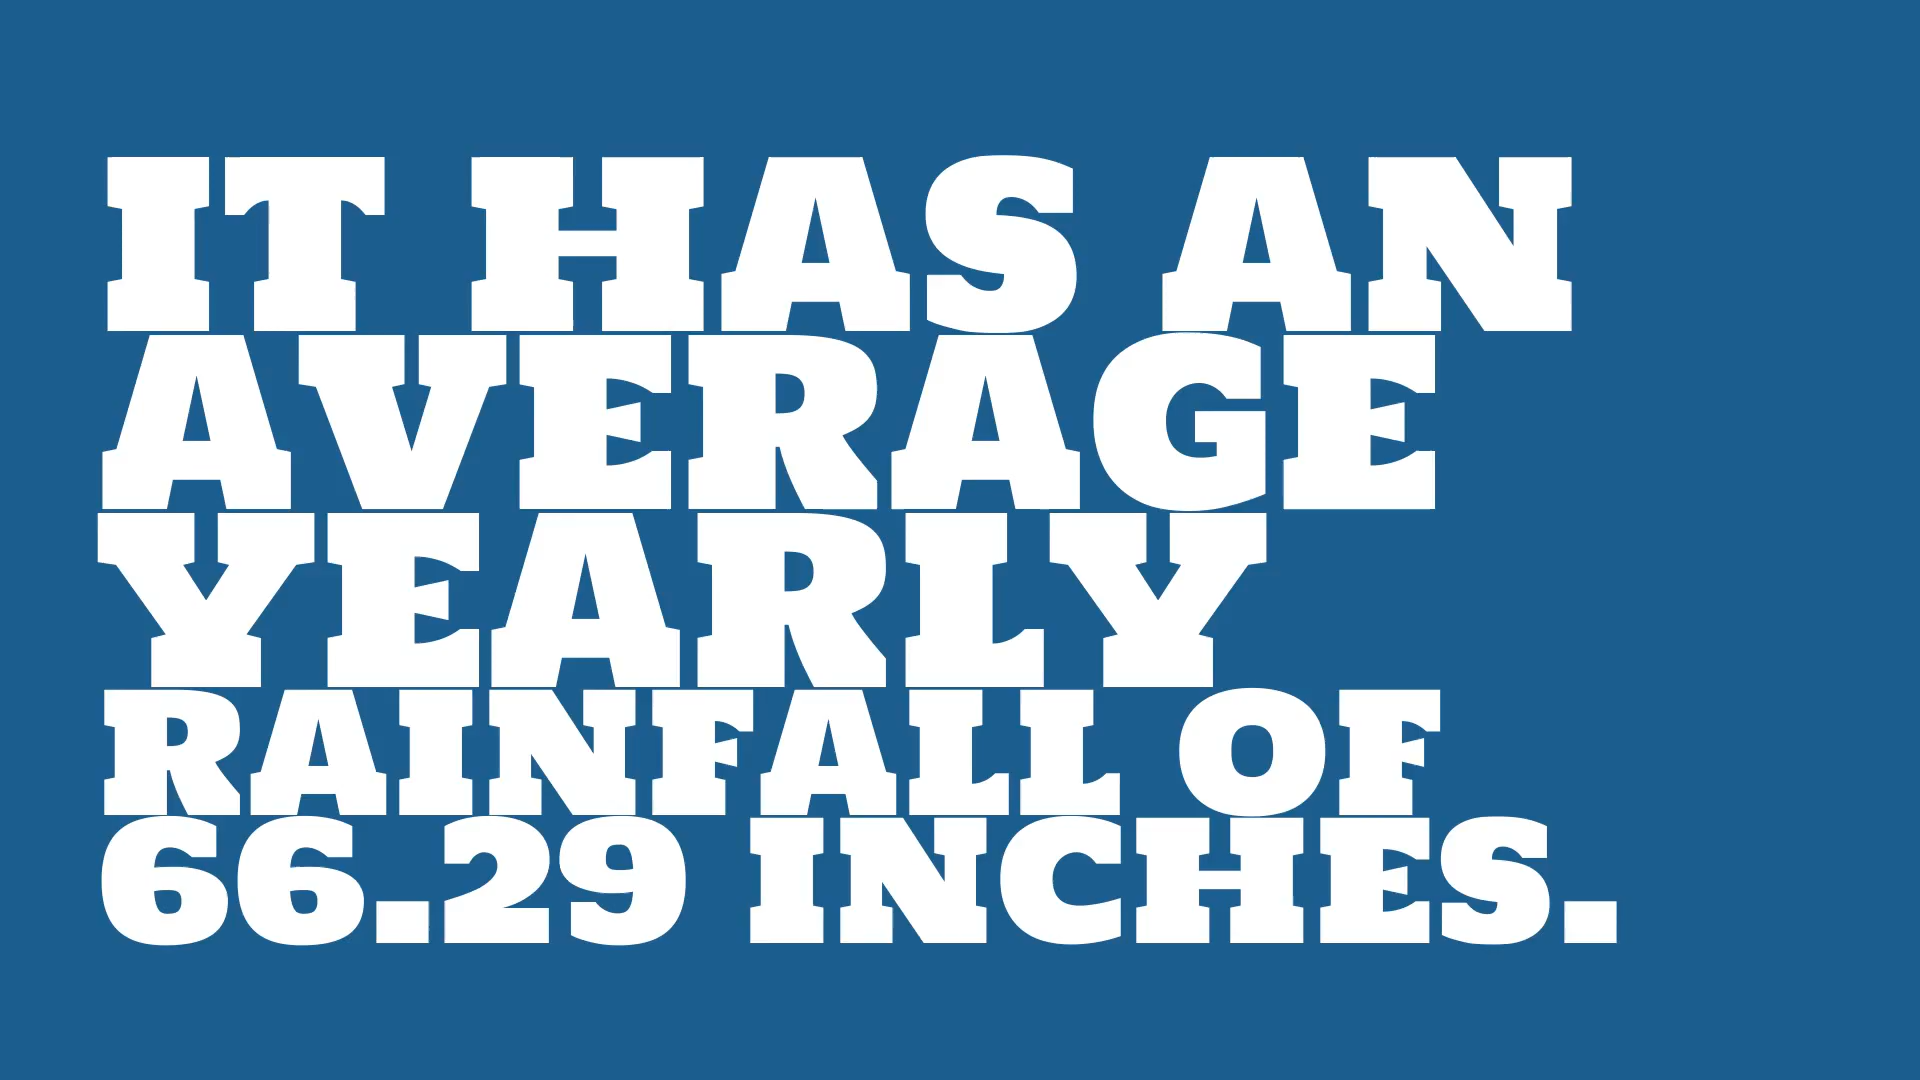 IT HAS AN
AVERAGE
YEARLY
RAINFALL OF
66.29 INCHES.